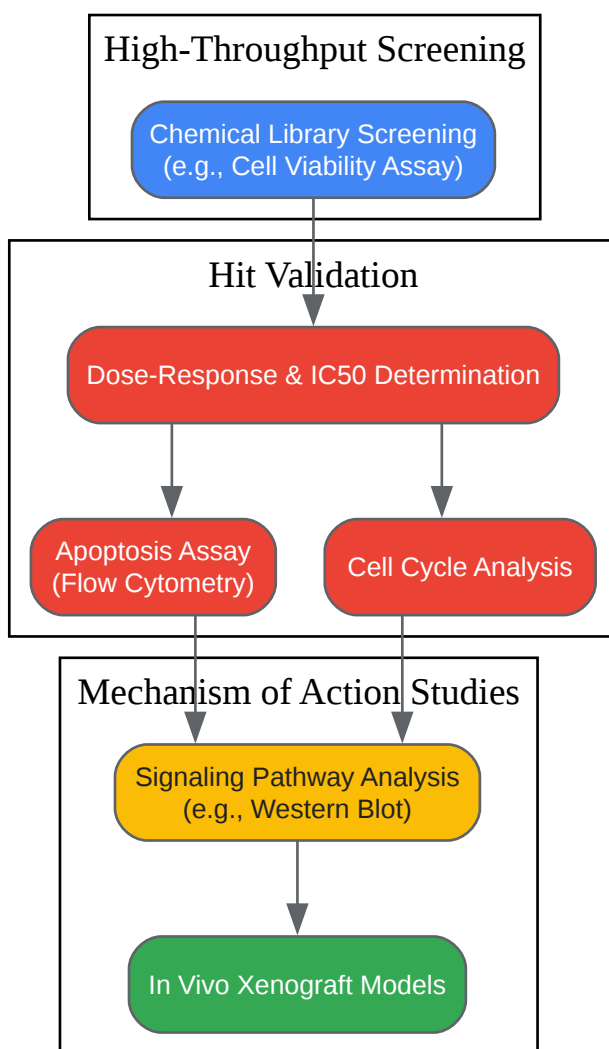 High-Throughput Screening
Chemical Library Screening
(e.g., Cell Viability Assay)
Hit Validation
Dose-Response & IC50 Determination
Apoptosis Assay
(Flow Cytometry)
Cell Cycle Analysis
Mechanism of Action Studies
Signaling Pathway Analysis
(e.g., Western Blot)
In Vivo Xenograft Models